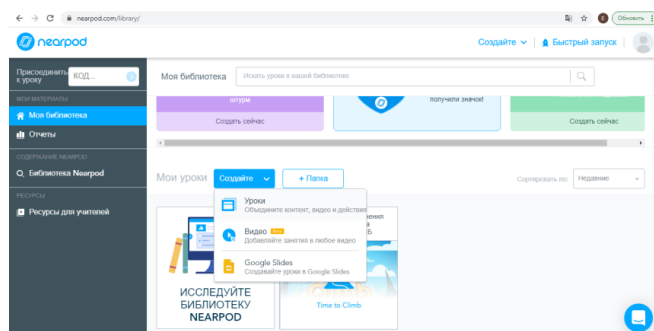 nearpod.com/library/
E
Обновить
nearpod
Создайте
Быстрый запуск
Присоединить
к уроку
КОД...
Моя библиотека
Искать уроки в нашей библиотеке
МОИ МАТЕРИАЛЫ
Моя библиотека
Отчеты
СОДЕРЖАНИЕ NEARPOD
Библиотека Nearpod
РЕСУРСЫ
Ресурсы для учителей
штурм
Создать сейчас
получили значок!
Создать сейчас
Мои уроки
Создайте
+ Папка
Сортировать по:
Недавние
Уроки
Объедините контент, видео и действия
Видео
Добавляйте занятия в любое видео
Google Slides
Создавайте уроки в Google Slides
ИССЛЕДУЙТЕ
БИБЛИОТЕКУ
NEARPOD
Time to Climb